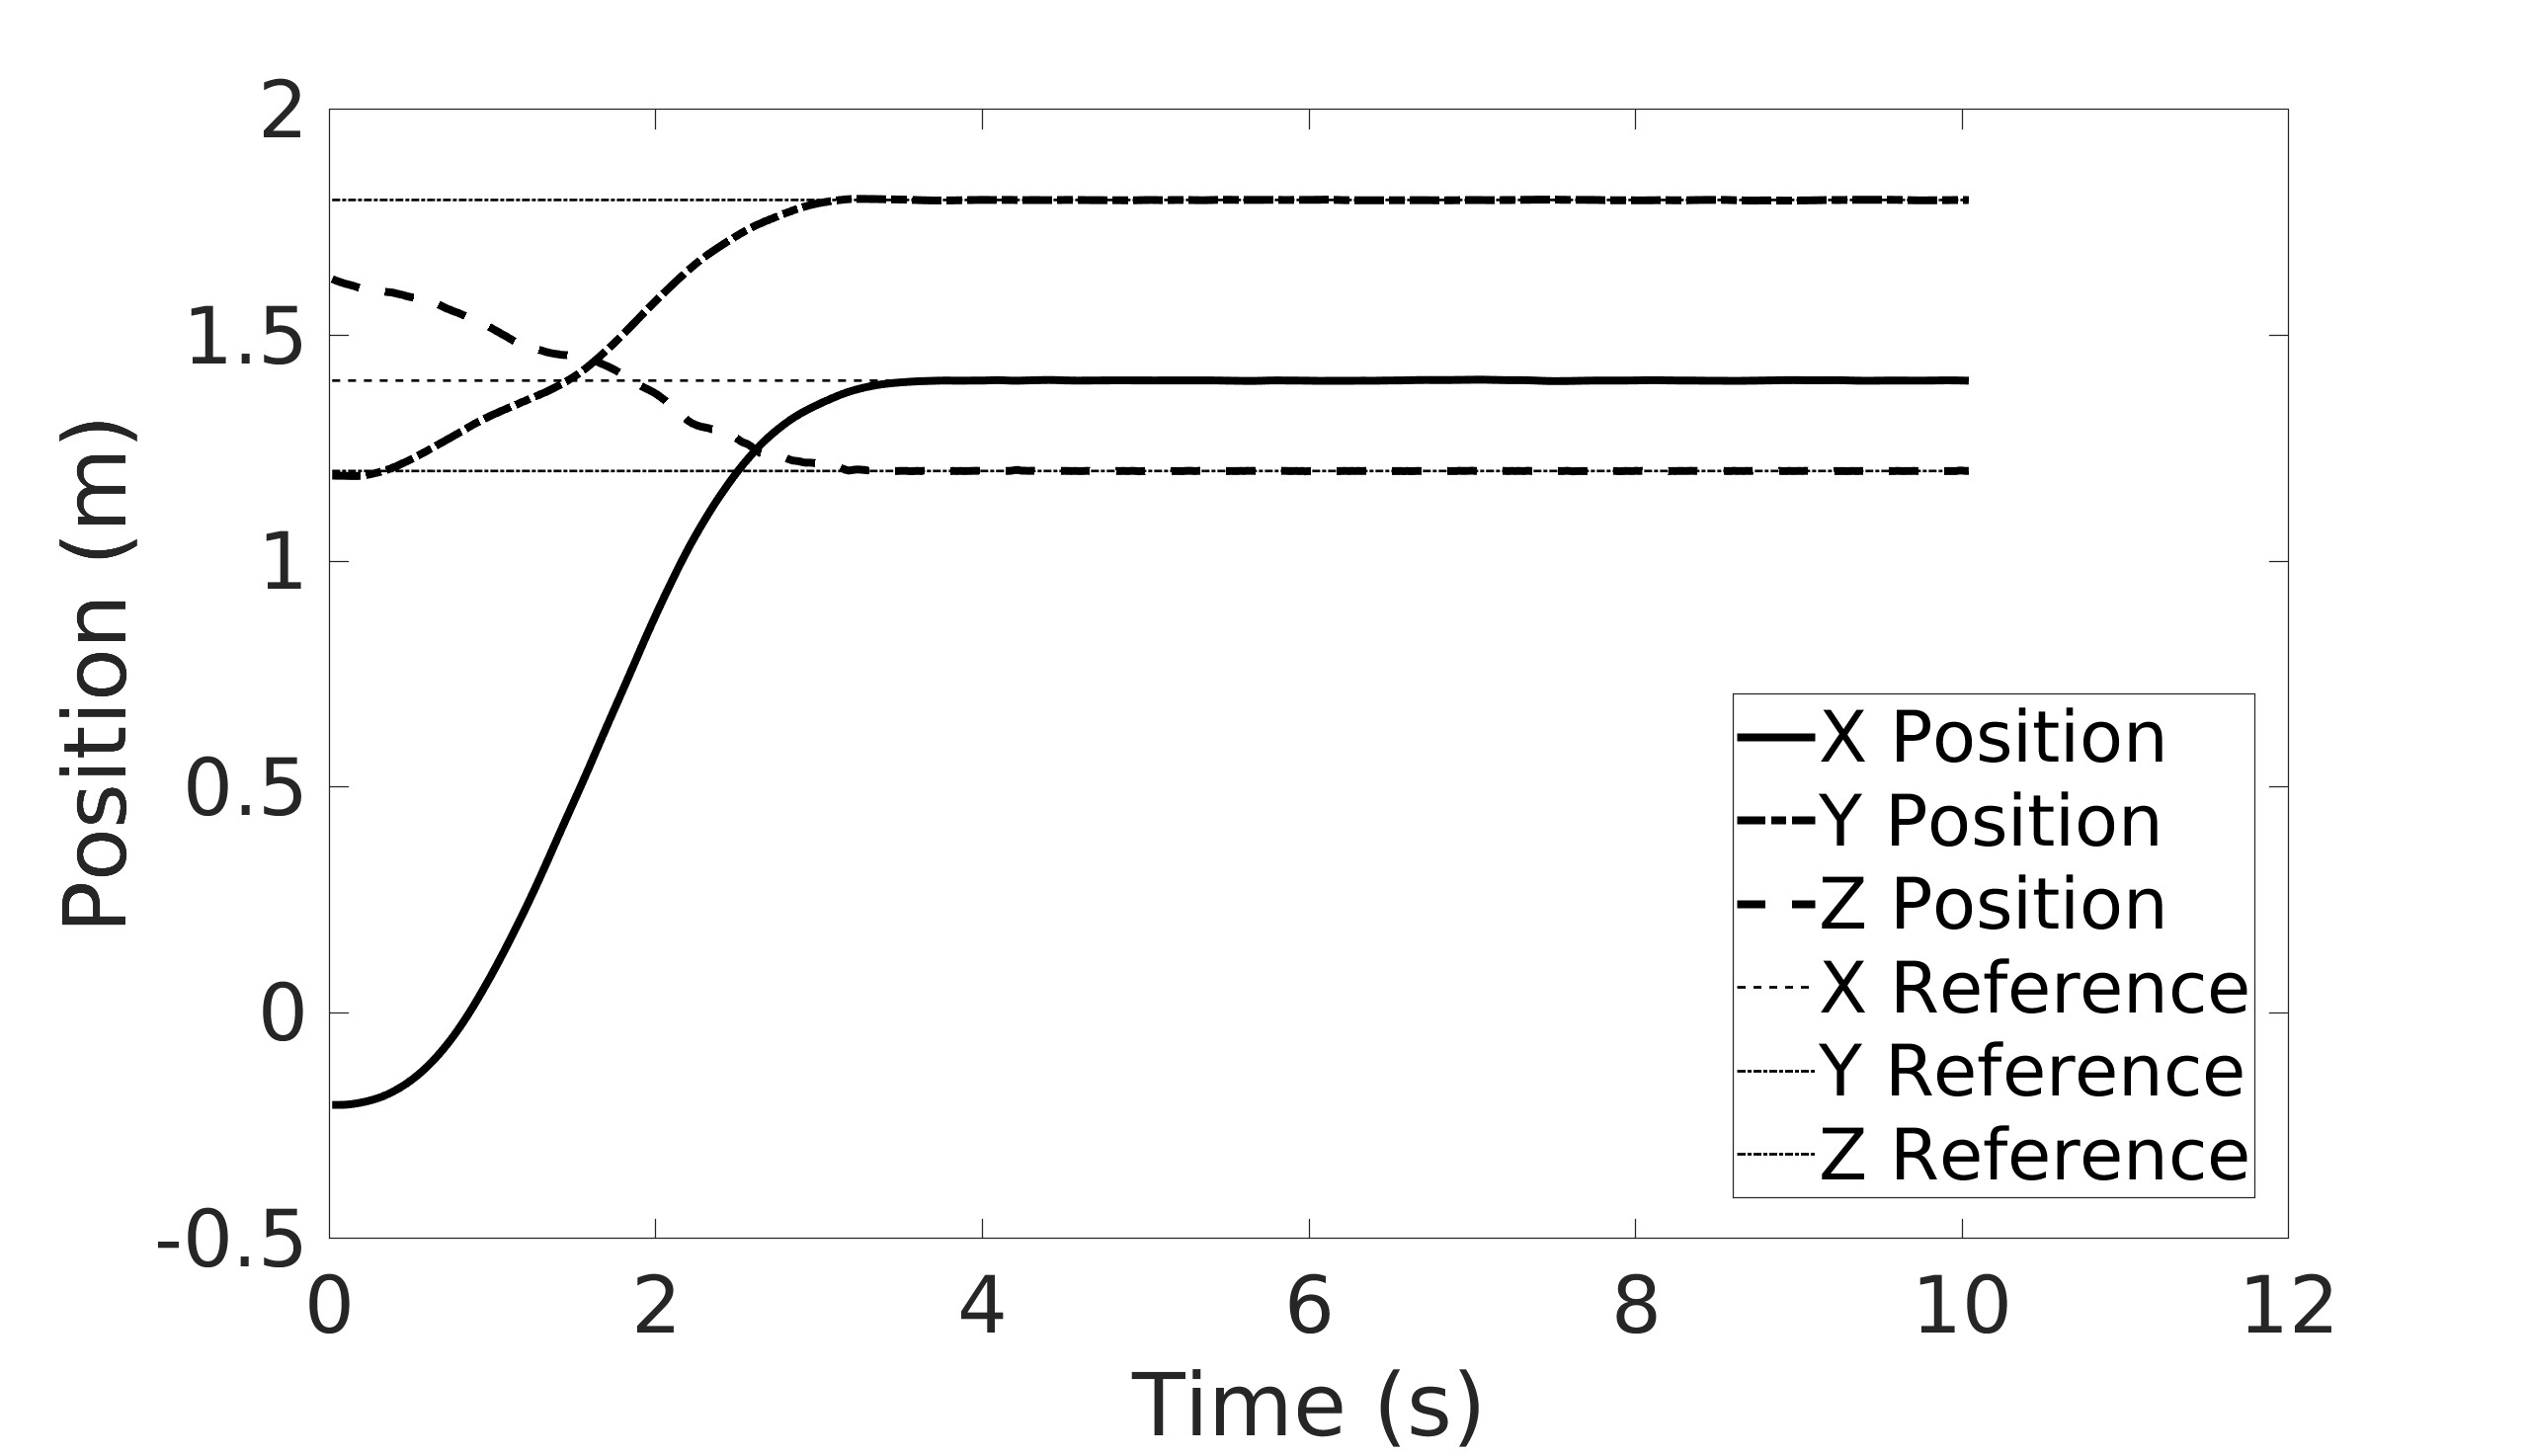 2
1.5
1
0.5
0
-0.5
Position (m)
X Position
Y Position
Z Position
X Reference
Y Reference
Z Reference
0 2 4 6 8 10 12
Time (s)